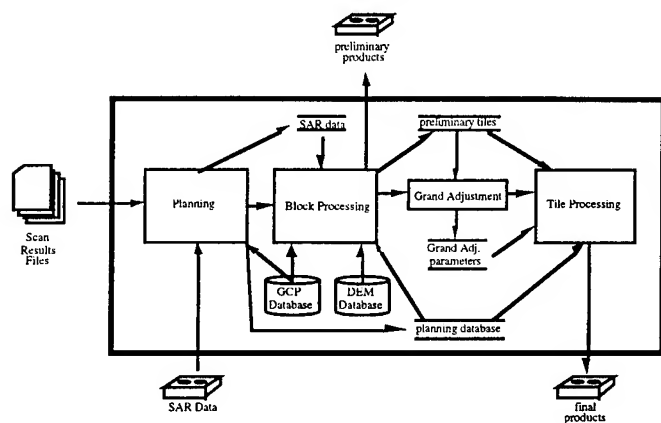 preliminary
products
SAR data
preliminary tiles
Planning
Block Processing
Grand Adjustment
Tile Processing
Scan
Results
Files
Grand Adj.
parameters
GCP
Database
DEM
Database
planning database
SAR Data
final
products